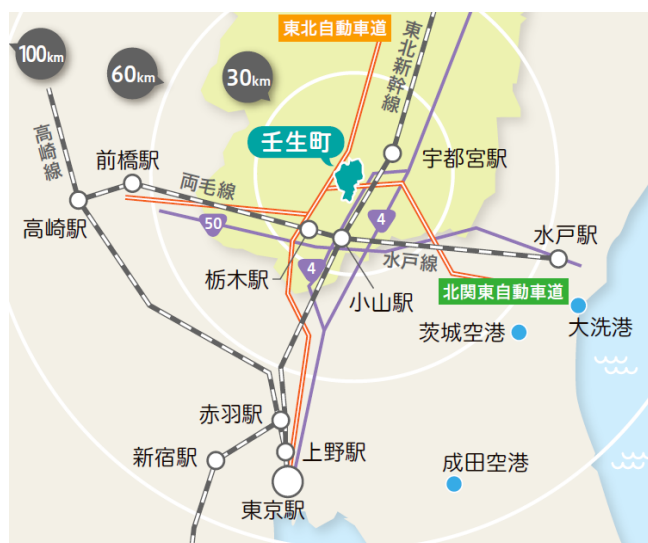 東北自動車道
100km
60km
30km
東北新幹線
高崎線
壬生町
前橋駅
宇都宮駅
両毛線
高崎駅
50
4
水戸駅
栃木駅
4
水戸線
小山駅
北関東自動車道
茨城空港
大洗港
赤羽駅
新宿駅
上野駅
成田空港
東京駅